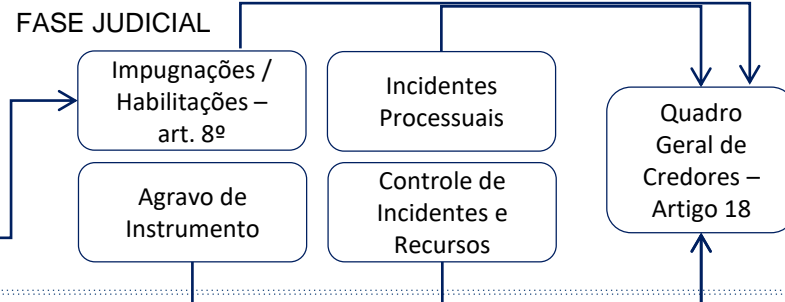 FASE JUDICIAL
Impugnações /
Habilitações –
art. 8º
Incidentes
Processuais
Quadro
Geral de
Credores –
Artigo 18
Agravo de
Instrumento
Controle de
Incidentes e
Recursos